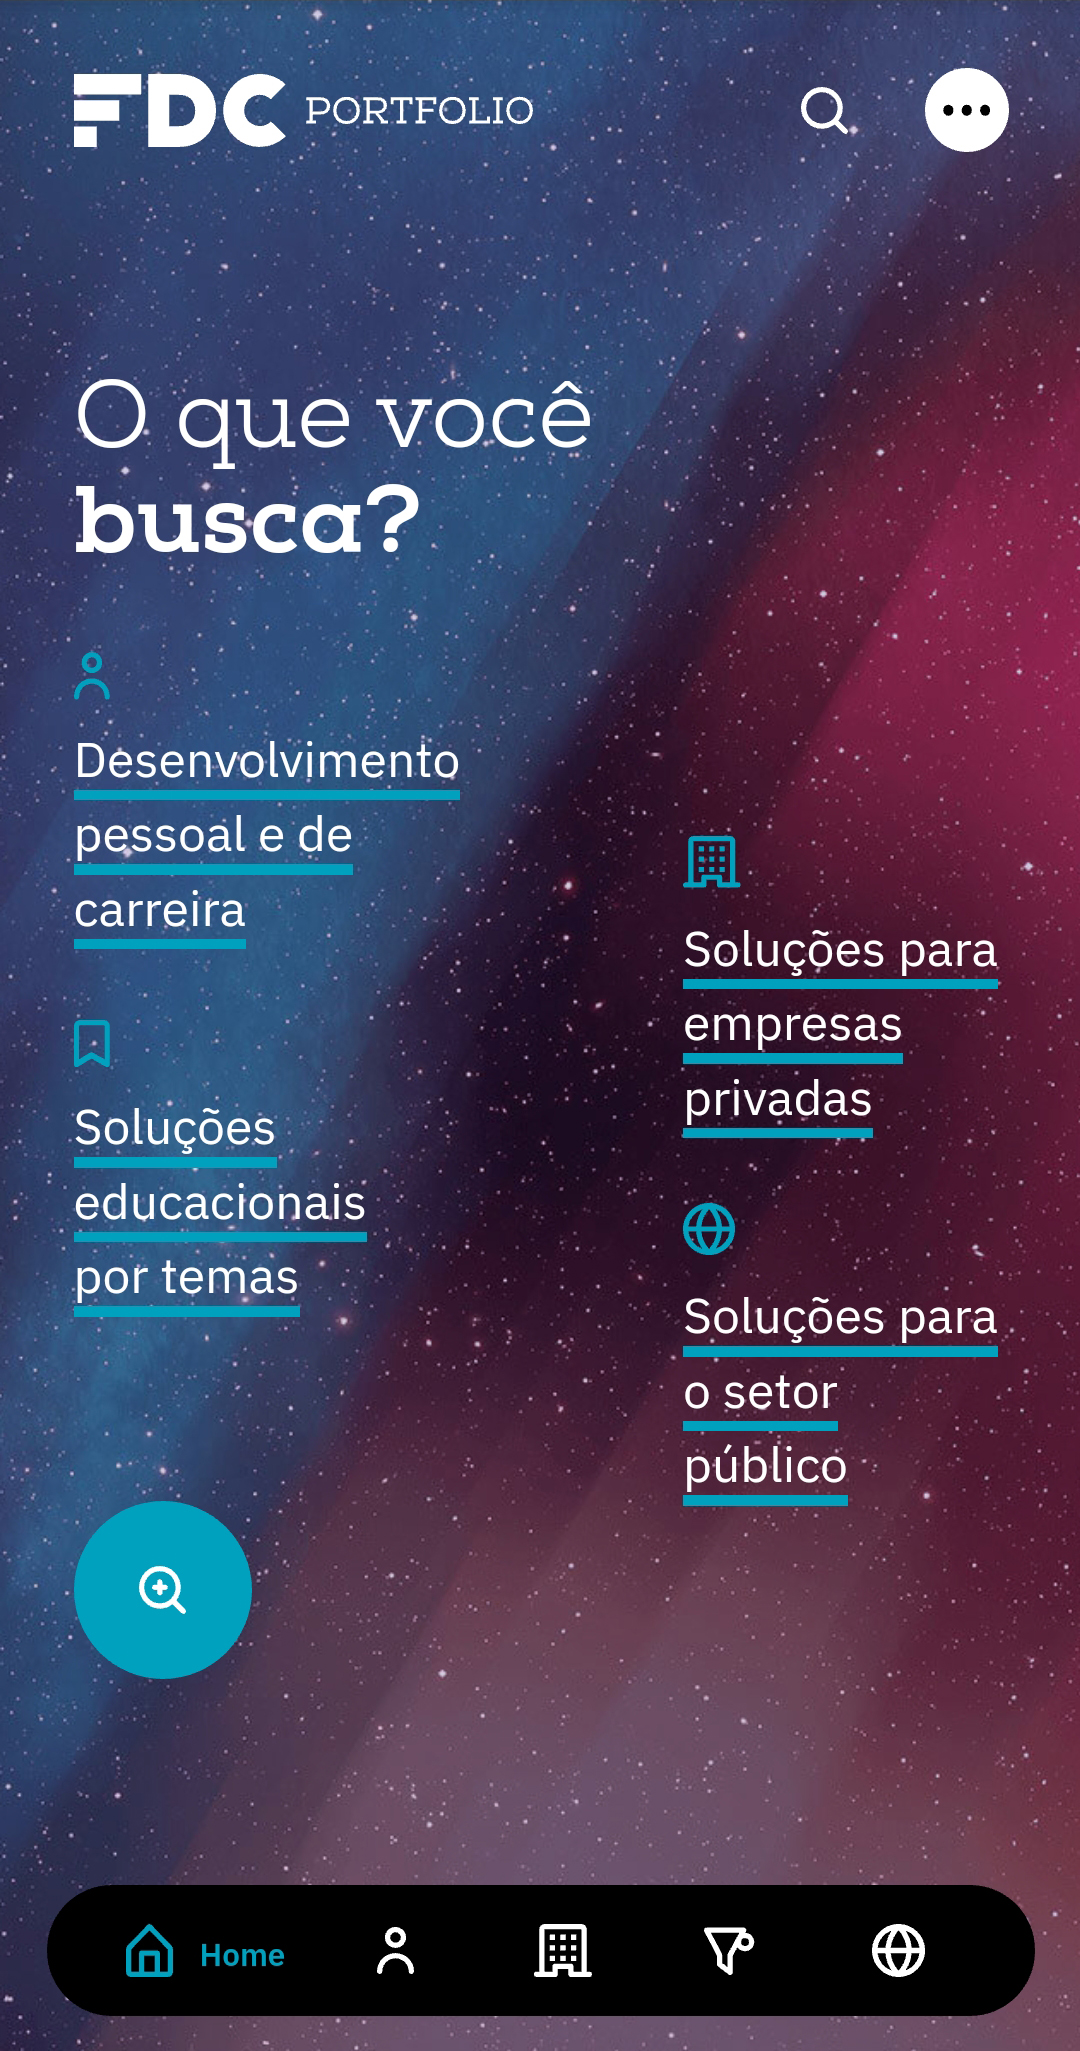 FDC PORTFOLIO
O que você
busca?
Desenvolvimento
pessoal e de
carreira
Soluções
educacionais
por temas
Soluções para
empresas
privadas
Soluções para
o setor
público
Home